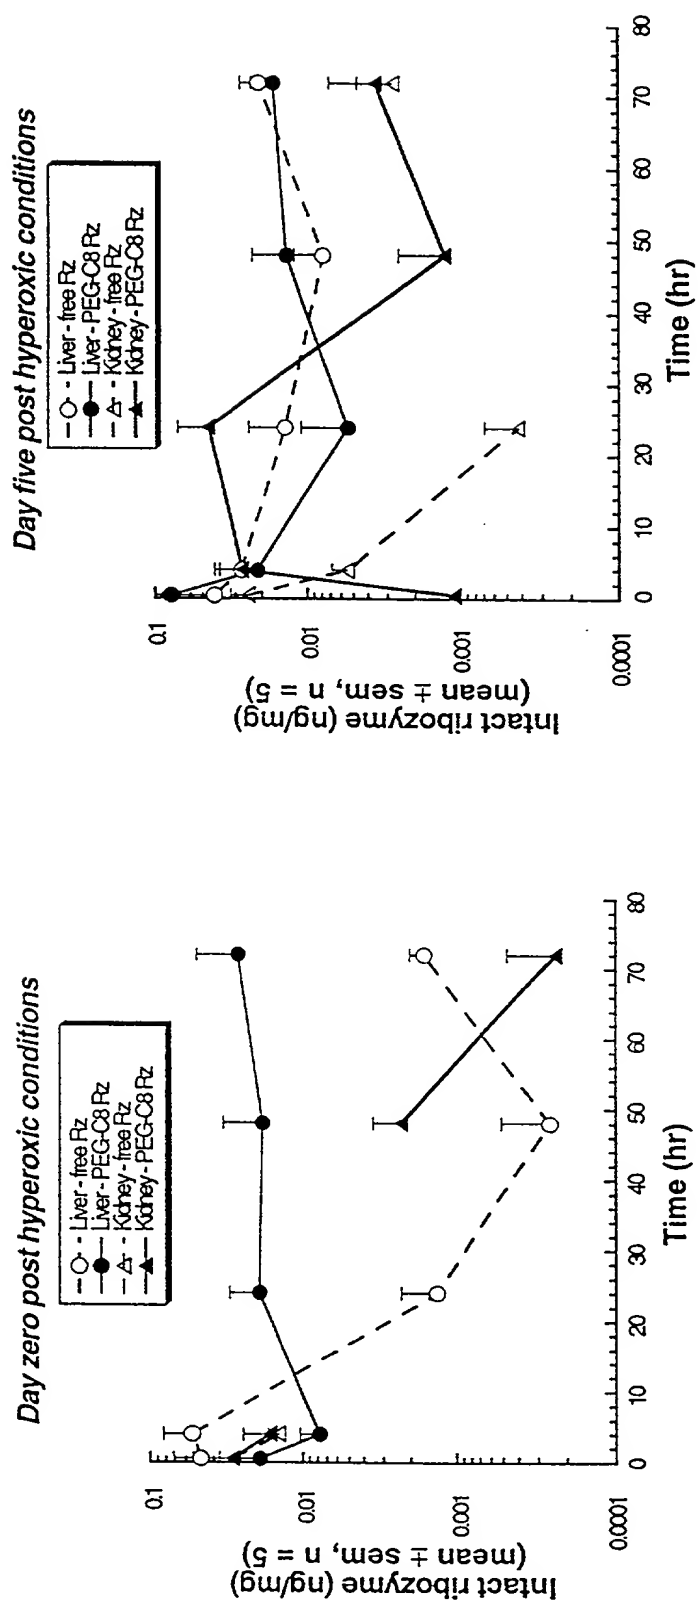 Day zero post hyperoxic conditions
- Liver - free Rz
Liver - PEG-C8 Rz
- Kidney - free Rz
Kidney - PEG-C8 Rz
Intact ribozyme (ng/mg)
(mean ± sem, n = 5)
0.1
0.01
0.001
0.0001
0 10 20 30 40 50 60 70 80
Time (hr)
Day five post hyperoxic conditions
- Liver - free Rz
Liver - PEG-C8 Rz
- Kidney - free Rz
Kidney - PEG-C8 Rz
Intact ribozyme (ng/mg)
(mean ± sem, n = 5)
0.1
0.01
0.001
0.0001
0 10 20 30 40 50 60 70 80
Time (hr)